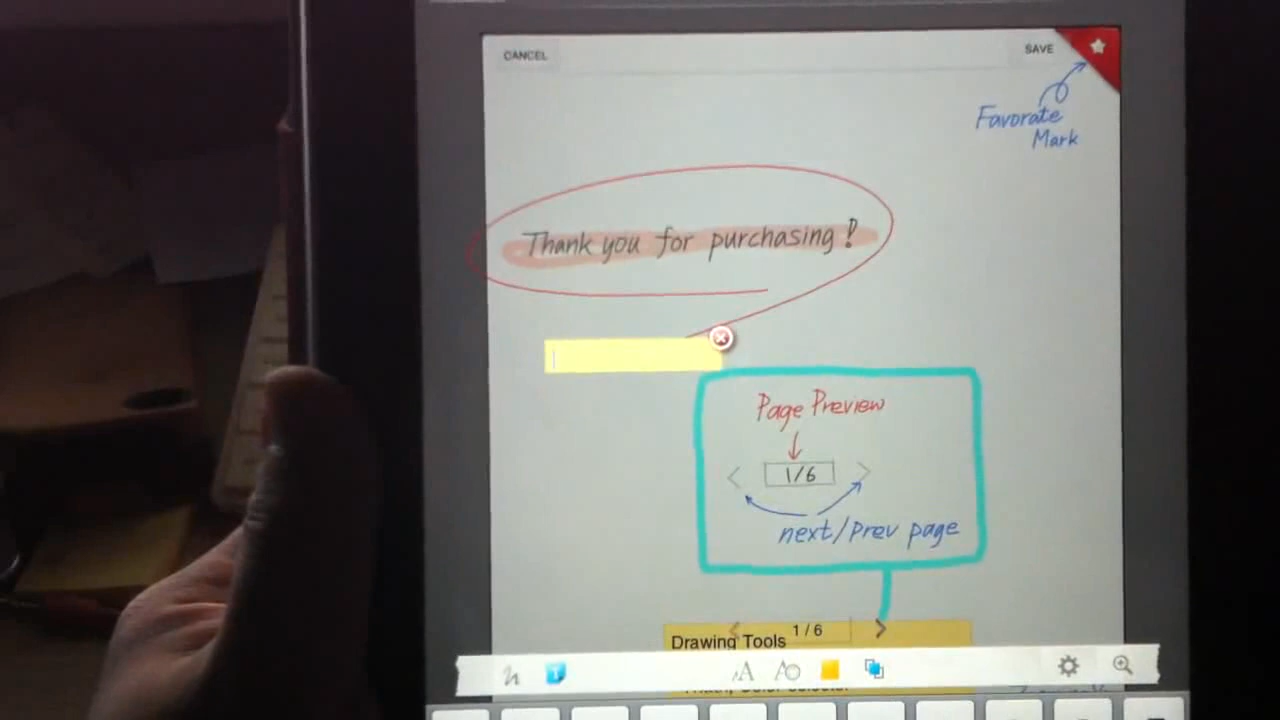 CANCEL
SAVE
Favorate
Mark
Thank you for purchasing!
Page Preview
1/6
next/prev page
1 / 6
Drawing Tools